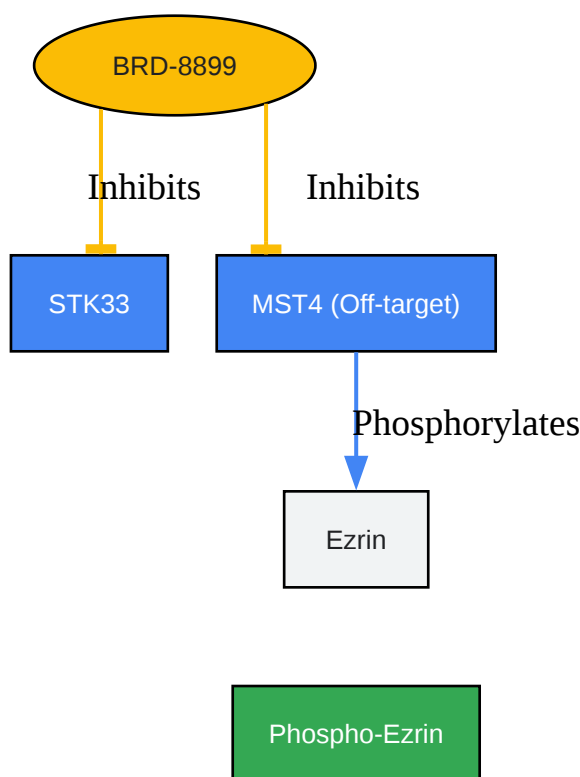 BRD-8899
Inhibits
Inhibits
STK33
MST4 (Off-target)
Phosphorylates
Ezrin
Phospho-Ezrin